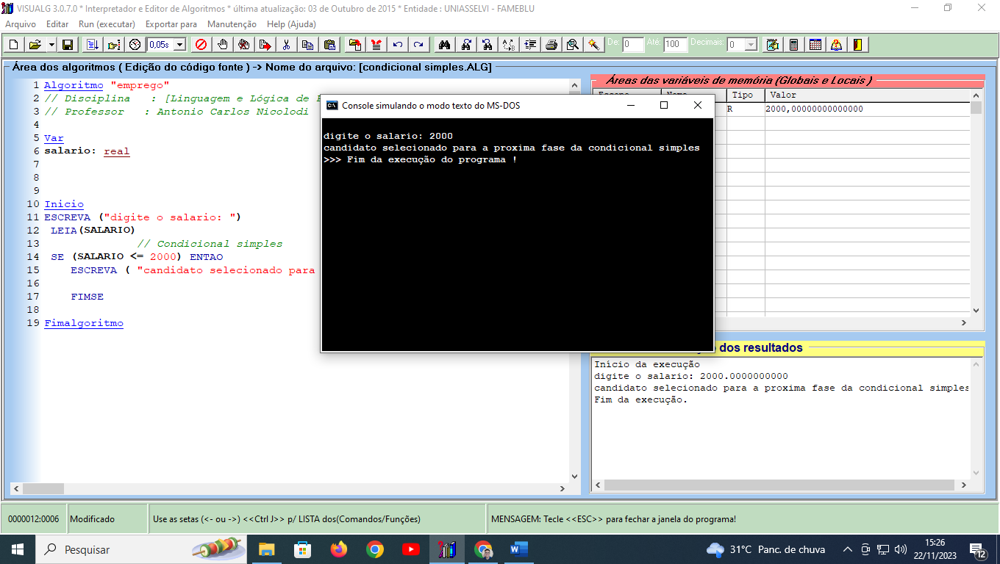 VISUALG 3.0.7.0 * Interpretador e Editor de Algoritmos * última atualização: 03 de Outubro de 2015 * Entidade : UNIASSELVI - FAMEBLU
Arquivo Editar Run (executar) Exportar para Manutenção Help (Ajuda)
0,05s De: 0 Até: 100 Decimais: 0
Área dos algoritmos ( Edição do código fonte ) -> Nome do arquivo: [condicional simples.ALG]
1 Algoritmo "emprego"
2 // Disciplina : [Linguagem e Lógica de
3 // Professor : Antonio Carlos Nicolodi
4
5 Var
6 salario: real
7
8
9
10 Inicio
11 ESCREVA ("digite o salario: ")
12 LEIA(SALARIO)
13 // Condicional simples
14 SE (SALARIO <= 2000) ENTAO
15 ESCREVA ( "candidato selecionado para
16
17 FIMSE
18
19 Fimalgoritmo
Console simulando o modo texto do MS-DOS
digite o salario: 2000
candidato selecionado para a proxima fase da condicional simples
>>> Fim da execução do programa !
Áreas das variáveis de memória (Globais e Locais )
Tipo Valor
R 2000,00000000000000
dos resultados
Início da execução
digite o salario: 2000.0000000000
candidato selecionado para a proxima fase da condicional simples
Fim da execução.
0000012:0006 Modificado Use as setas (<- ou ->) <<Ctrl J>> p/ LISTA dos(Comandos/Funções) MENSAGEM: Tecle <<ESC>> para fechar a janela do programa!
Pesquisar 31°C Panc. de chuva 15:26
22/11/2023 12